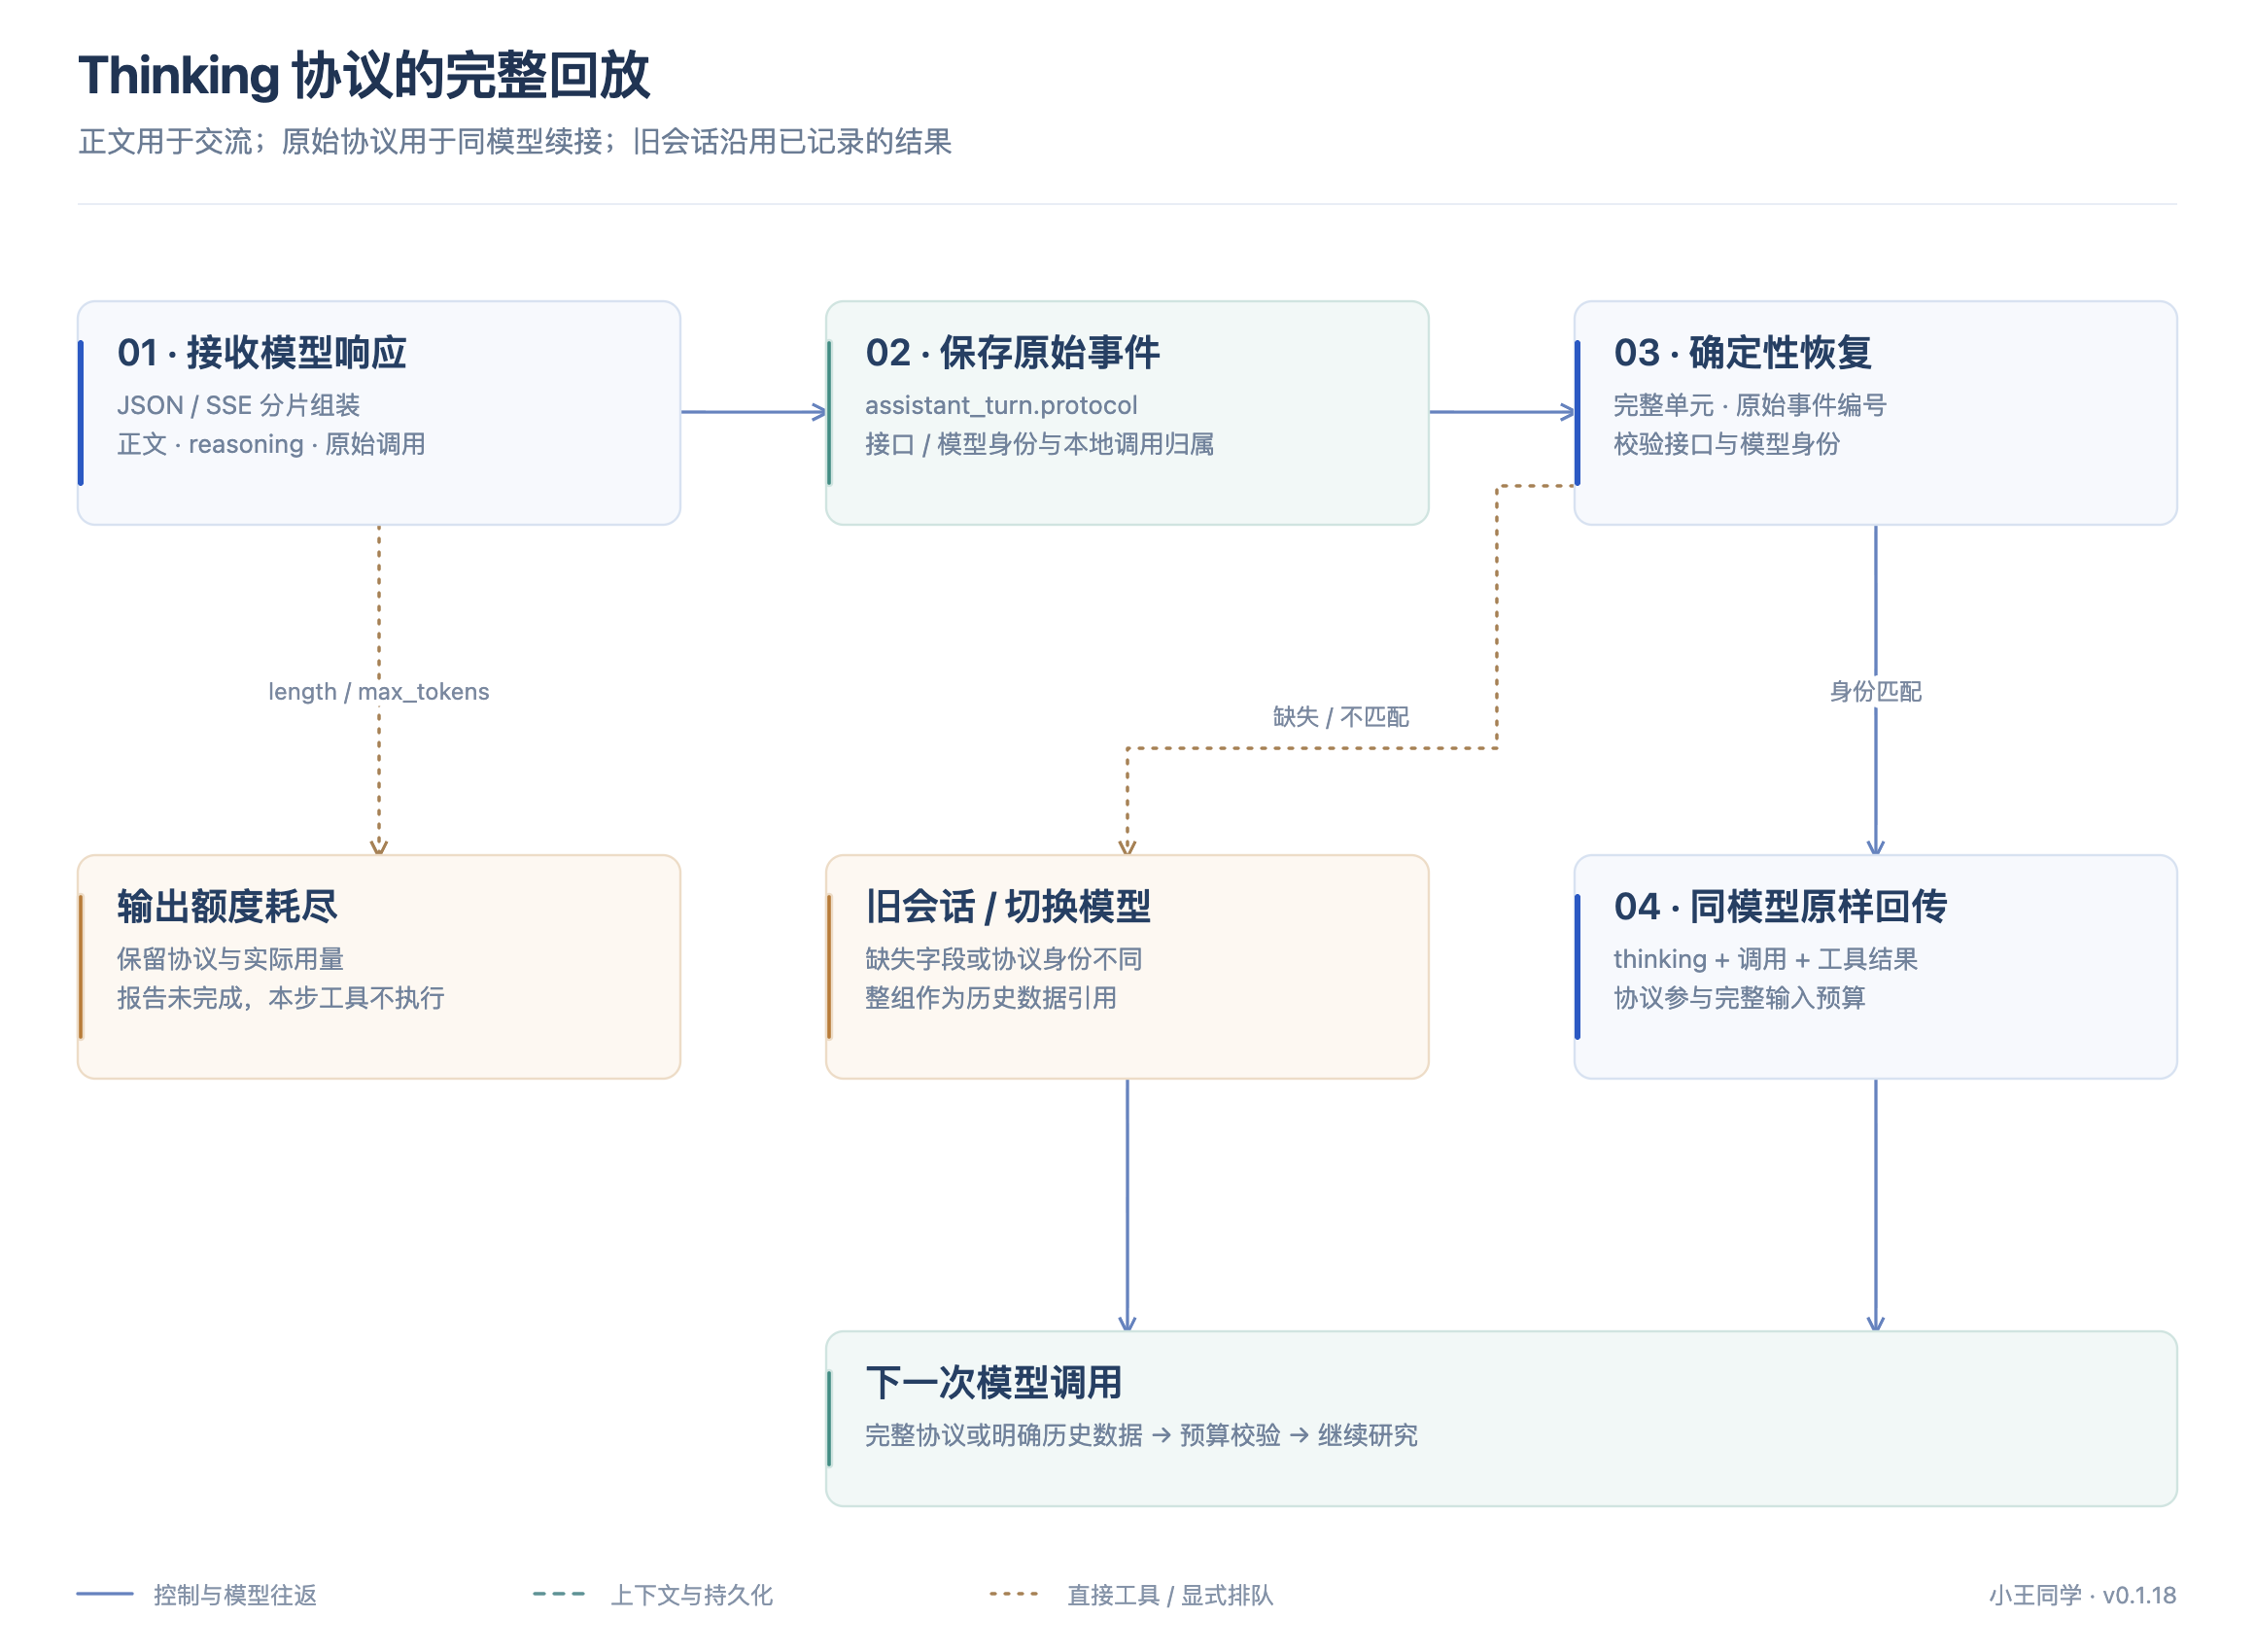 Thinking 协议的完整回放
正文用于交流；原始协议用于同模型续接；旧会话沿用已记录的结果
01 · 接收模型响应
JSON / SSE 分片组装
正文 · reasoning · 原始调用
02 · 保存原始事件
assistant_turn.protocol
接口 / 模型身份与本地调用归属
03 · 确定性恢复
完整单元 · 原始事件编号
校验接口与模型身份
length / max_tokens
缺失 / 不匹配
身份匹配
输出额度耗尽
保留协议与实际用量
报告未完成，本步工具不执行
旧会话 / 切换模型
缺失字段或协议身份不同
整组作为历史数据引用
04 · 同模型原样回传
thinking + 调用 + 工具结果
协议参与完整输入预算
下一次模型调用
完整协议或明确历史数据 → 预算校验 → 继续研究
控制与模型往返
上下文与持久化
直接工具 / 显式排队
小王同学 · v0.1.18